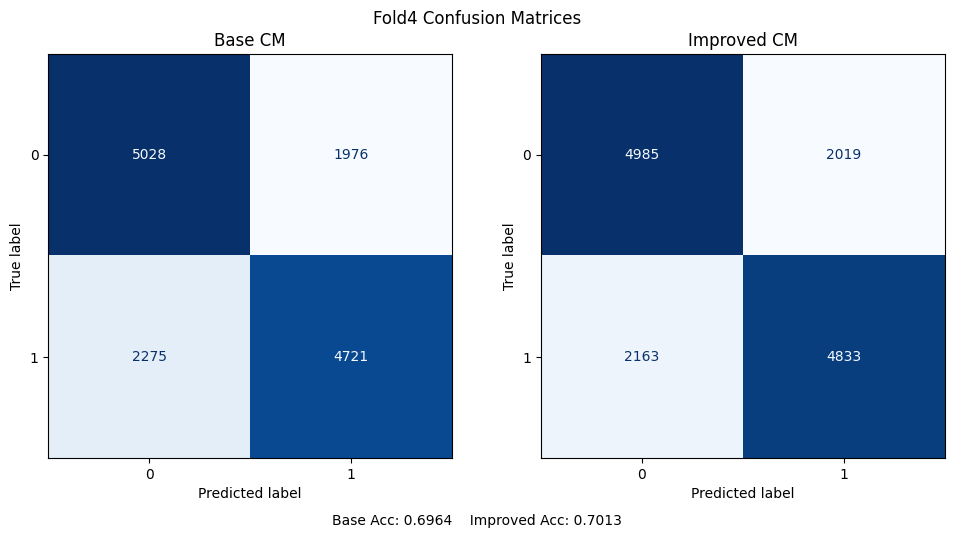 Fold4 Confusion Matrices
Base CM
Improved CM
True label
0
1
5028
1976
2275
4721
0
1
Predicted label
True label
0
1
4985
2019
2163
4833
0
1
Predicted label
Base Acc: 0.6964    Improved Acc: 0.7013